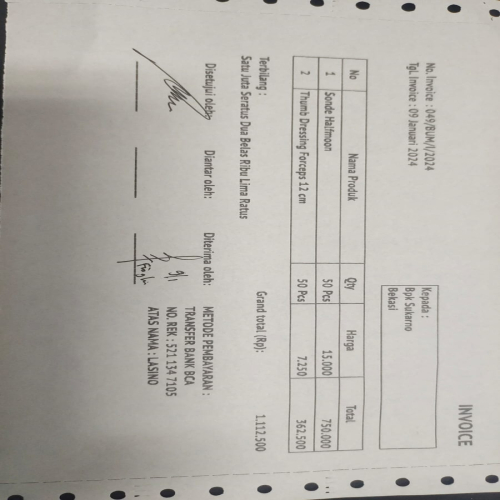 INVOICE
No. Invoice : 049/BUM/I/2024
Tgl. Invoice : 09 Januari 2024
Kepada :
Bpk Sukarno
Bekasi
No Nama Produk Qty Harga Total
1 Sonde Halfmoon 50 Pcs 15.000 750.000
2 Thumb Dressing Forceps 12 cm 50 Pcs 7.250 362.500
Grand total (Rp): 1.112.500
Terbilang :
Satu Juta Seratus Dua Belas Ribu Lima Ratus
Disetujui oleh: Diantar oleh: Diterima oleh:
9/1
METODE PEMBAYARAN :
TRANSFER BANK BCA
NO. REK : 521 134 7105
ATAS NAMA : LASINO